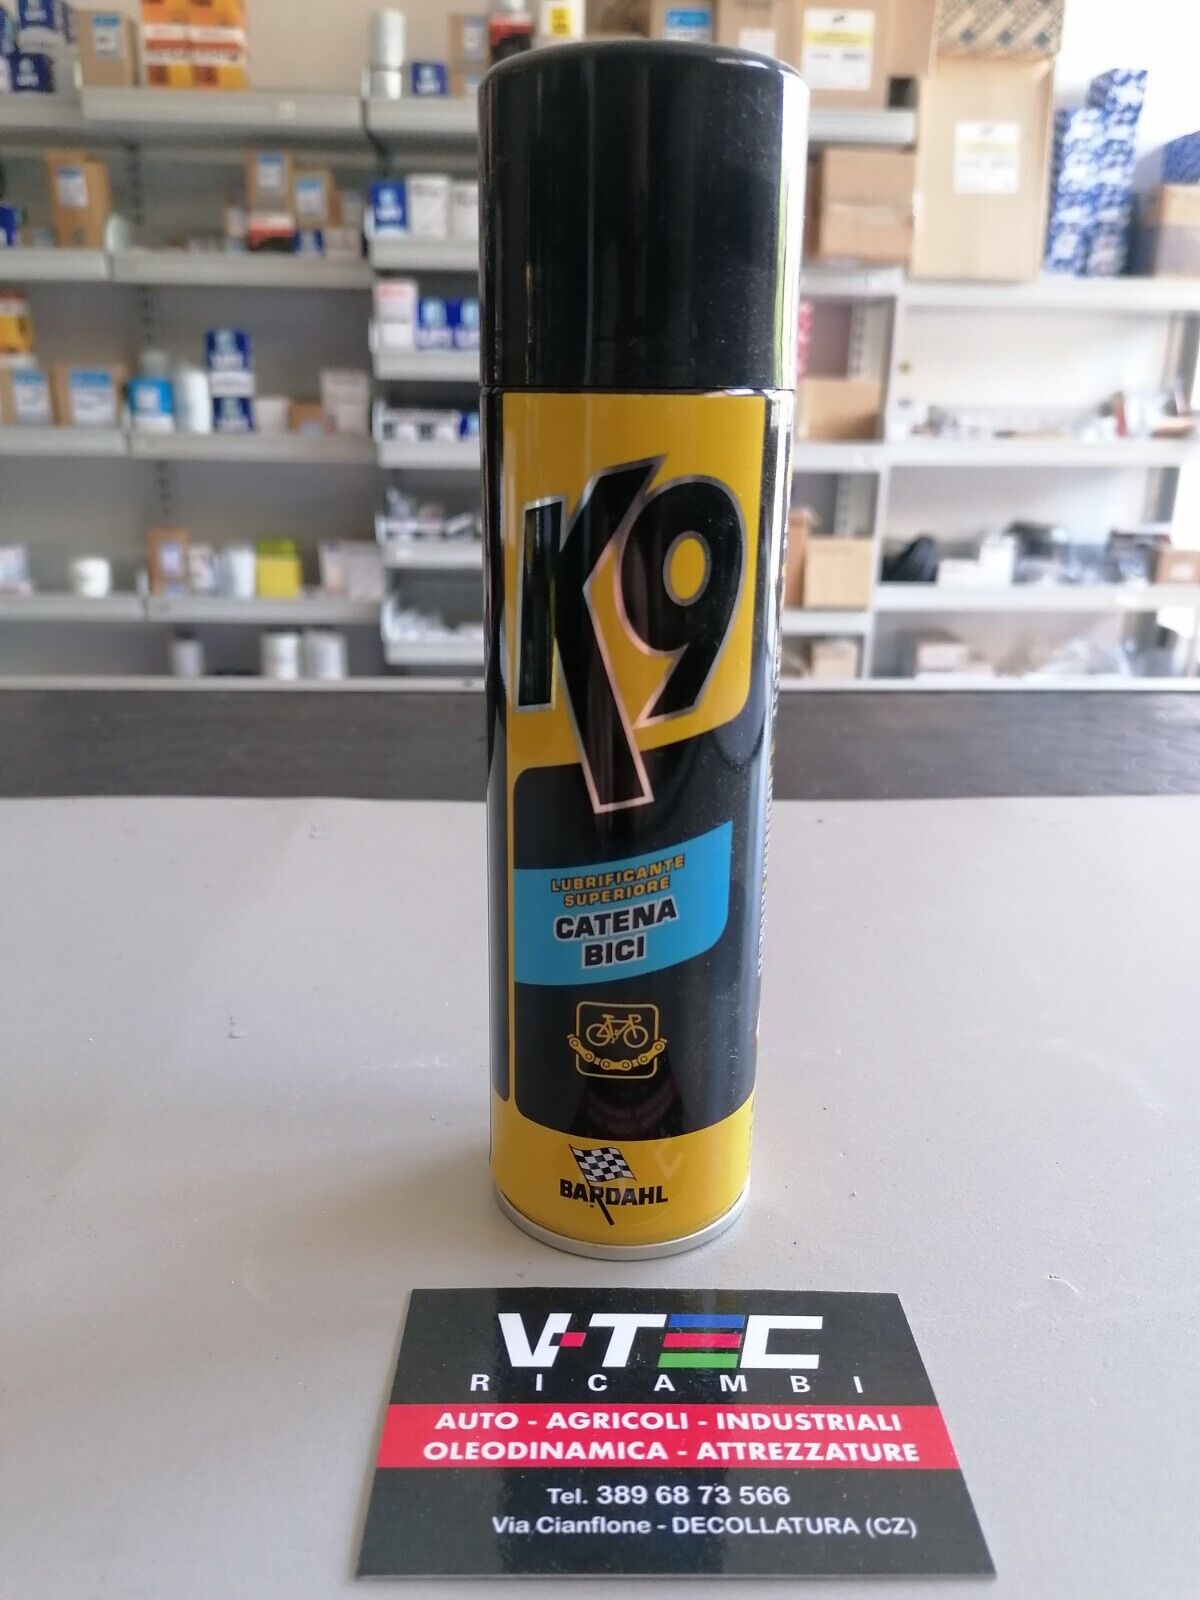 K9
LUBRIFICANTE
SUPERIORE
CATENA
BICI
BARDAHL
V-TEC
RICAMBI
AUTO - AGRICOLI - INDUSTRIALI
OLEODINAMICA - ATTREZZATURE
Tel. 389 68 73 566
Via Cianflone - DECOLLATURA (CZ)